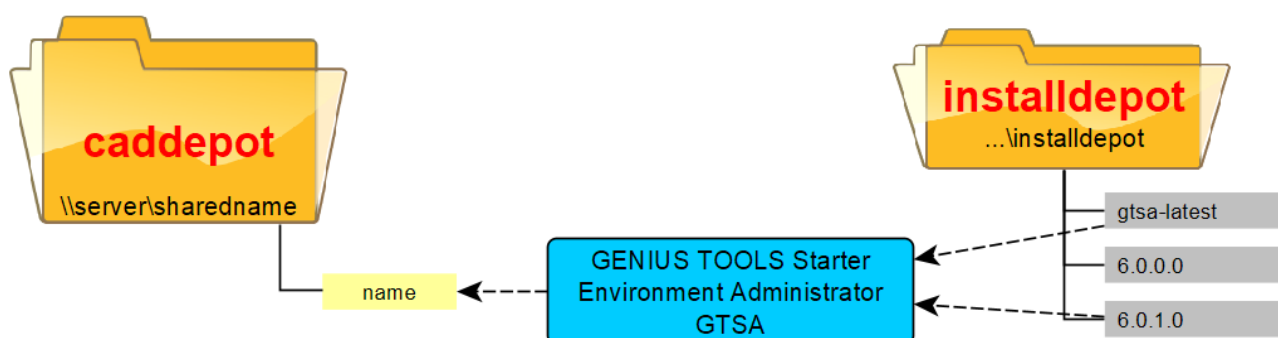 caddepot
\\server\sharedname
name
GENIUS TOOLS Starter
Environment Administrator
GTSA
installdepot
...\installdepot
gtsa-latest
6.0.0.0
6.0.1.0